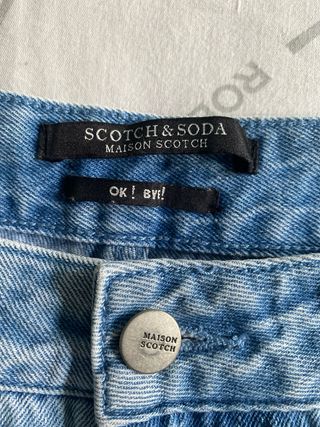 SCOTCH & SODA
MAISON SCOTCH
OK! BYE!
MAISON
SCOTCH